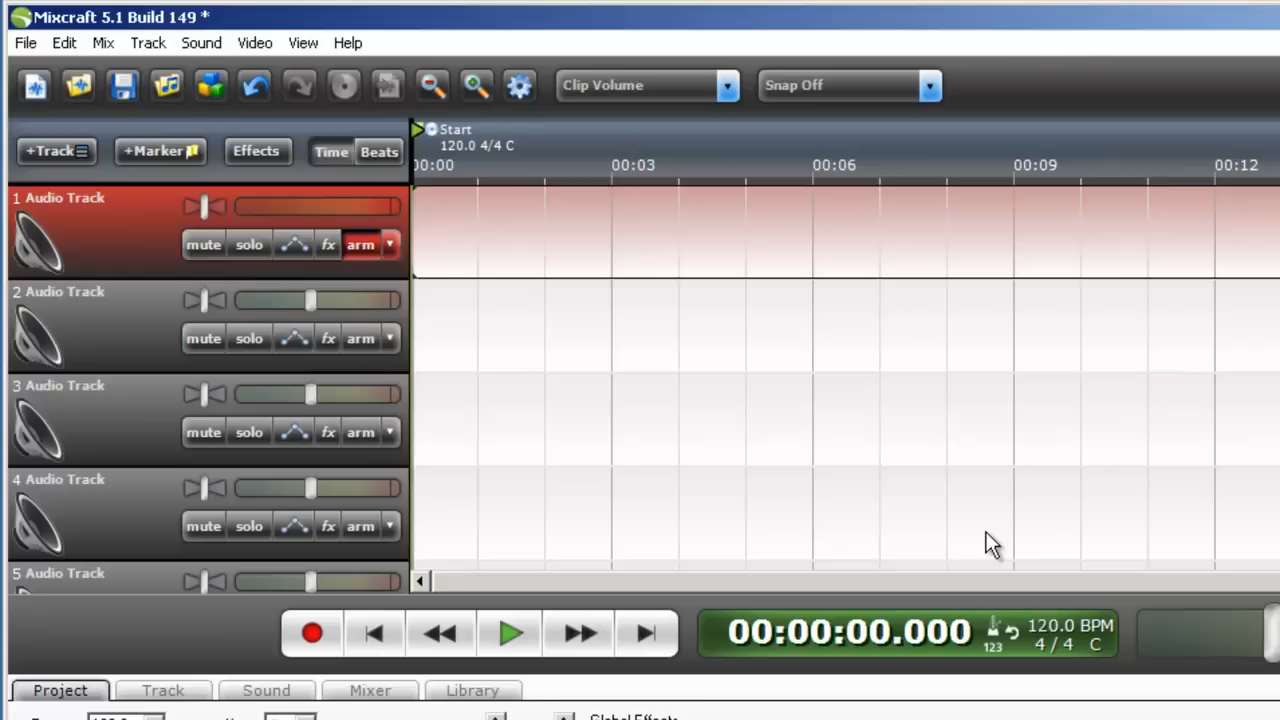 Mixcraft 5.1 Build 149 *
File Edit Mix Track Sound Video View Help
Clip Volume Snap Off
+Track +Marker Effects Time Beats
Start
120.0 4/4 C
00:00 00:03 00:06 00:09 00:12
1 Audio Track
mute solo fx arm
2 Audio Track
mute solo fx arm
3 Audio Track
mute solo fx arm
4 Audio Track
mute solo fx arm
5 Audio Track
00:00:00.000 123 120.0 BPM
4 / 4 C
Project Track Sound Mixer Library
Global Effects